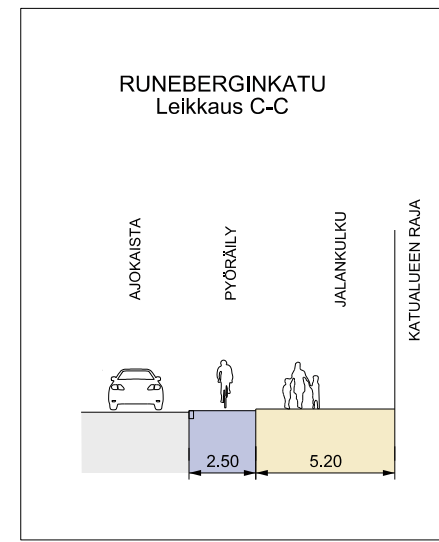 RUNEBERGINKATU
Leikkaus C-C
AJOKAISTA
PYÖRÄILY
JALANKULKU
KATUALUEEN RAJA
2.50
5.20